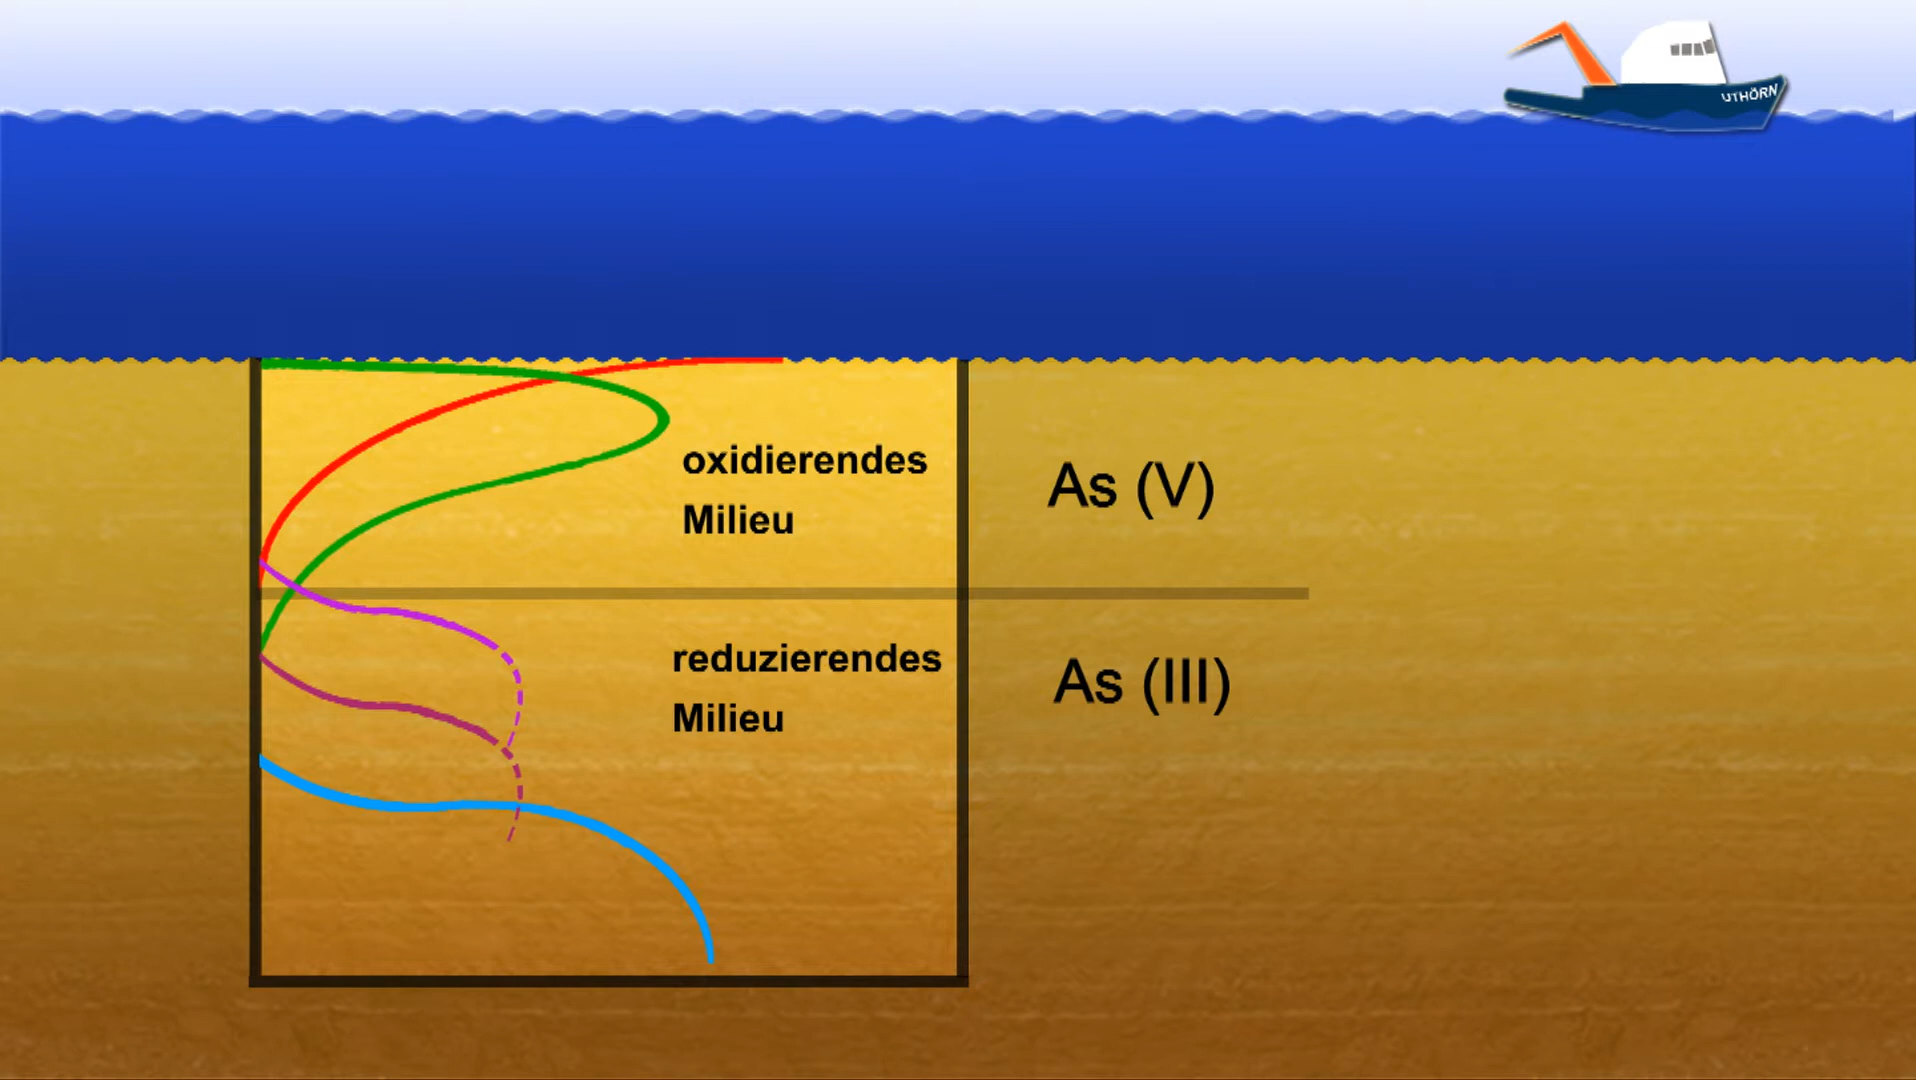 UTHÖRN
oxidierendes
Milieu
As (V)
reduzierendes
Milieu
As (III)